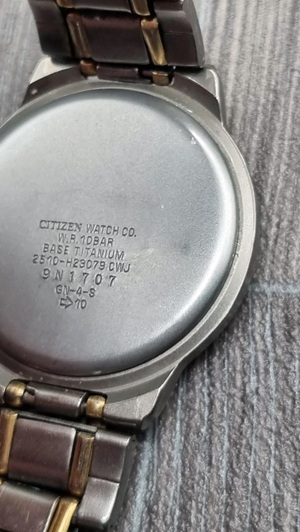 CITIZEN WATCH CO.
W.R.10BAR
BASE TITANIUM
2510-H23079 CWJ
9N1707
GN-4-S
⇨10